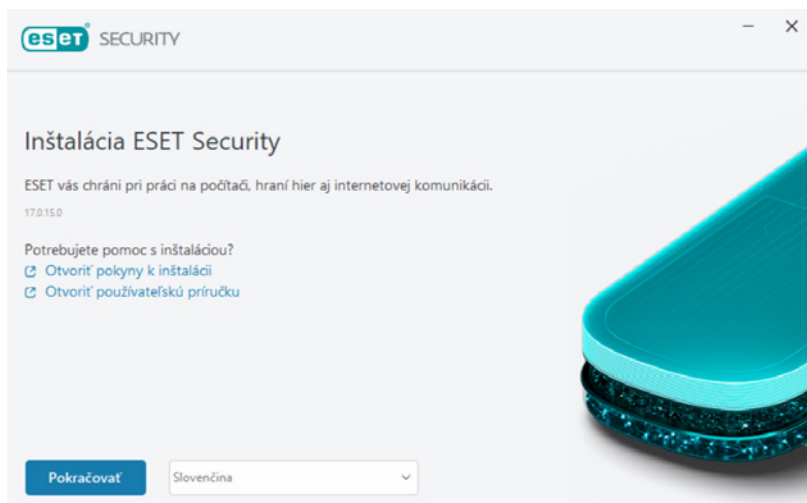 eset SECURITY
Inštalácia ESET Security
ESET vás chráni pri práci na počítači, hraní hier aj internetovej komunikácii.
17.0.15.0
Potrebujete pomoc s inštaláciou?
Otvoriť pokyny k inštalácii
Otvoriť používateľskú príručku
Pokračovať
Slovenčina